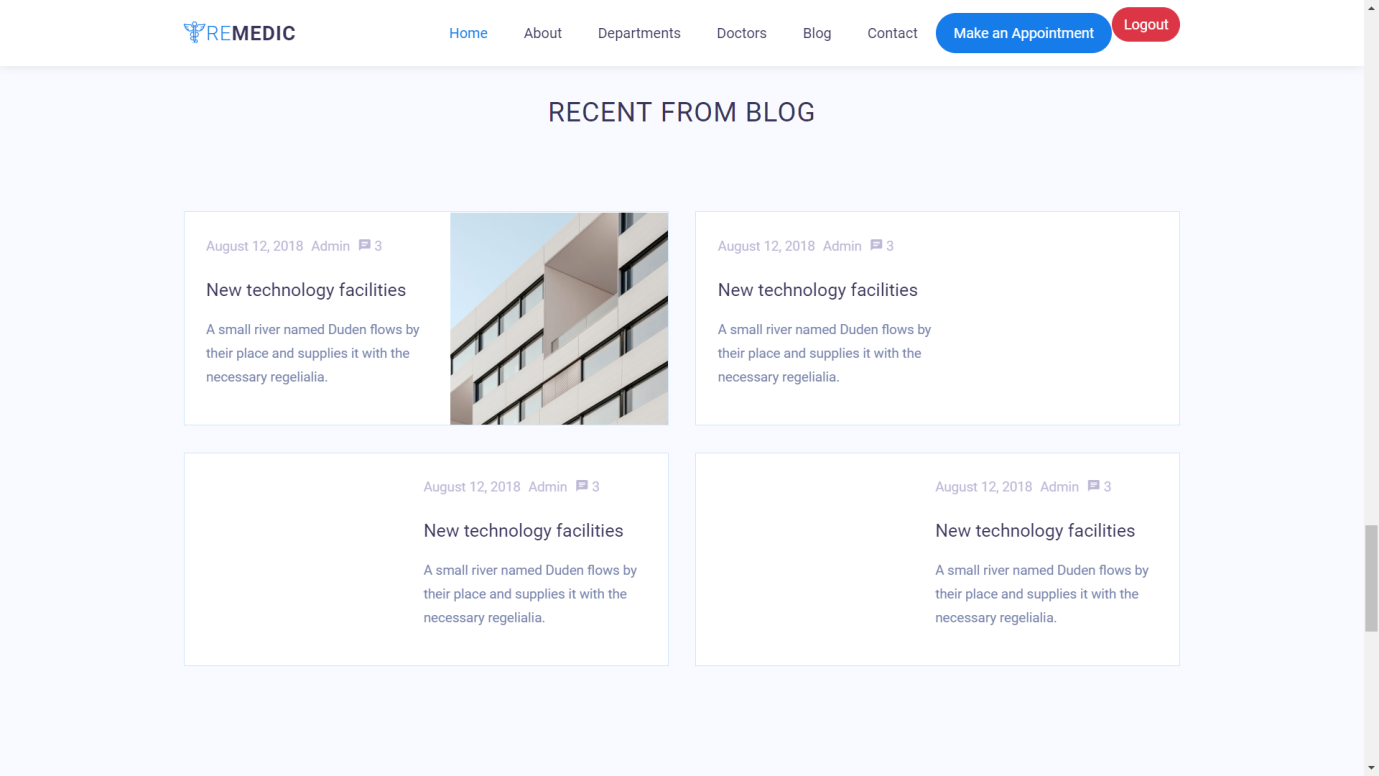 REMEDIC
Home
About
Departments
Doctors
Blog
Contact
Make an Appointment
Logout
RECENT FROM BLOG
August 12, 2018 Admin 3
New technology facilities
A small river named Duden flows by
their place and supplies it with the
necessary regelialia.
August 12, 2018 Admin 3
New technology facilities
A small river named Duden flows by
their place and supplies it with the
necessary regelialia.
August 12, 2018 Admin 3
New technology facilities
A small river named Duden flows by
their place and supplies it with the
necessary regelialia.
August 12, 2018 Admin 3
New technology facilities
A small river named Duden flows by
their place and supplies it with the
necessary regelialia.